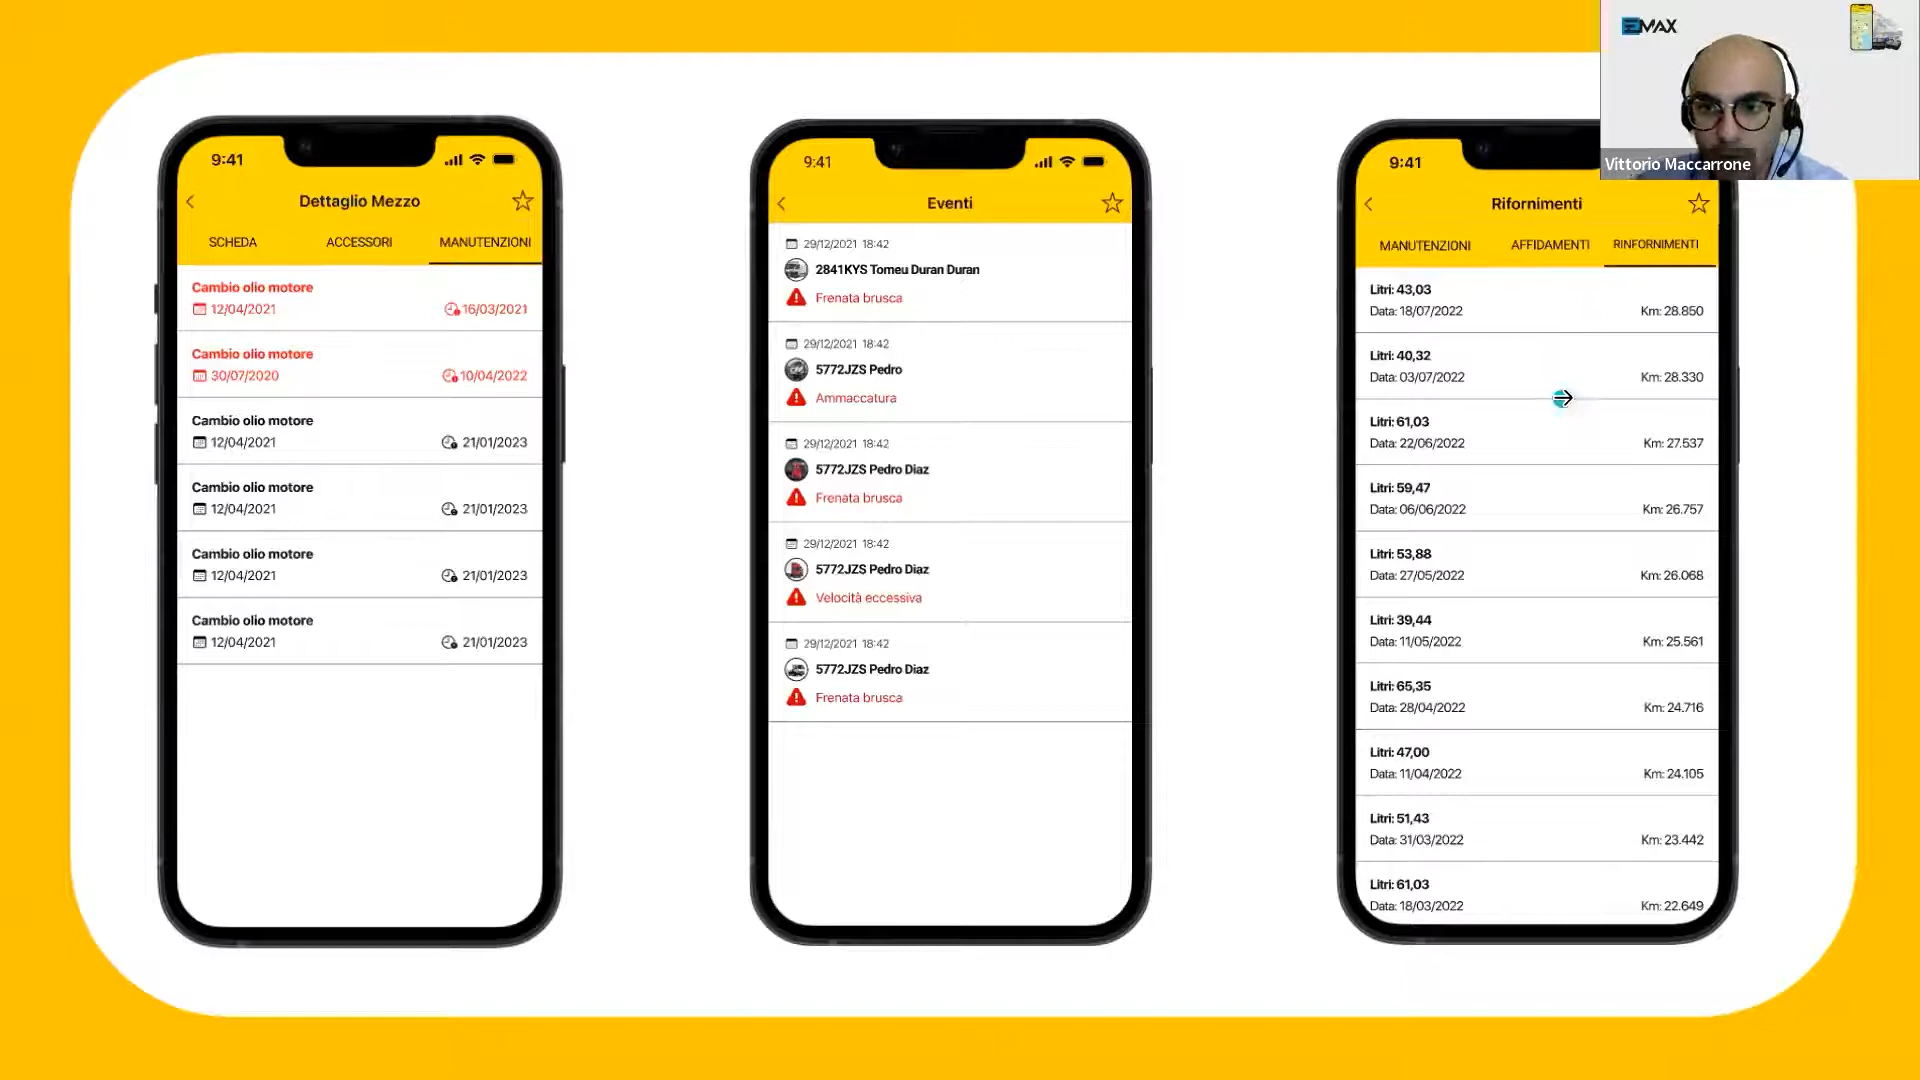 9:41
Dettaglio Mezzo
SCHEDA ACCESSORI MANUTENZIONI
Cambio olio motore
12/04/2021 16/03/2021
Cambio olio motore
30/07/2020 10/04/2022
Cambio olio motore
12/04/2021 21/01/2023
Cambio olio motore
12/04/2021 21/01/2023
Cambio olio motore
12/04/2021 21/01/2023
Cambio olio motore
12/04/2021 21/01/2023
9:41
Eventi
29/12/2021 18:42
2841KYS Tomeu Duran Duran
Frenata brusca
29/12/2021 18:42
5772JZS Pedro
Ammaccatura
29/12/2021 18:42
5772JZS Pedro Diaz
Frenata brusca
29/12/2021 18:42
5772JZS Pedro Diaz
Velocità eccessiva
29/12/2021 18:42
5772JZS Pedro Diaz
Frenata brusca
9:41
Rifornimenti
MANUTENZIONI AFFIDAMENTI RINFORNIMENTI
Litri: 43,03
Data: 18/07/2022 Km: 28.850
Litri: 40,32
Data: 03/07/2022 Km: 28.330
Litri: 61,03
Data: 22/06/2022 Km: 27.537
Litri: 59,47
Data: 06/06/2022 Km: 26.757
Litri: 53,88
Data: 27/05/2022 Km: 26.068
Litri: 39,44
Data: 11/05/2022 Km: 25.561
Litri: 65,35
Data: 28/04/2022 Km: 24.716
Litri: 47,00
Data: 11/04/2022 Km: 24.105
Litri: 51,43
Data: 31/03/2022 Km: 23.442
Litri: 61,03
Data: 18/03/2022 Km: 22.649
EMAX
Vittorio Maccarrone